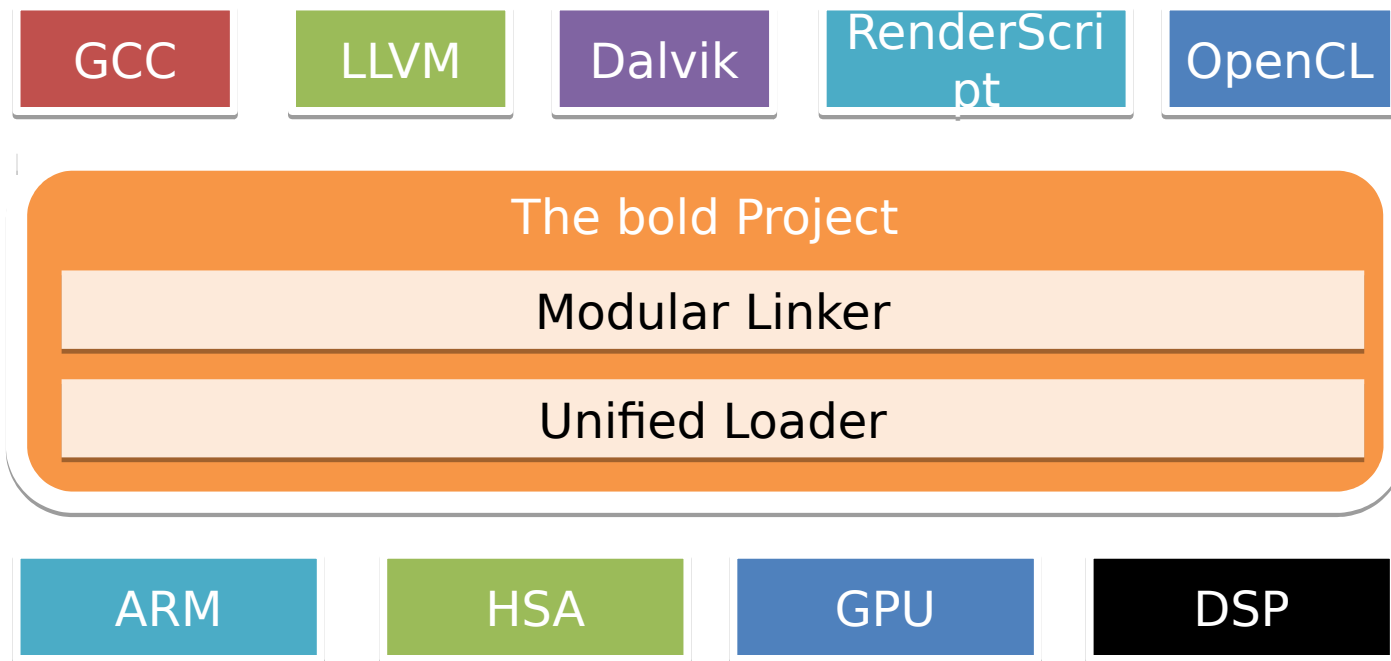 GCC
LLVM
Dalvik
RenderScri
pt
OpenCL
The bold Project
Modular Linker
Unified Loader
ARM
HSA
GPU
DSP